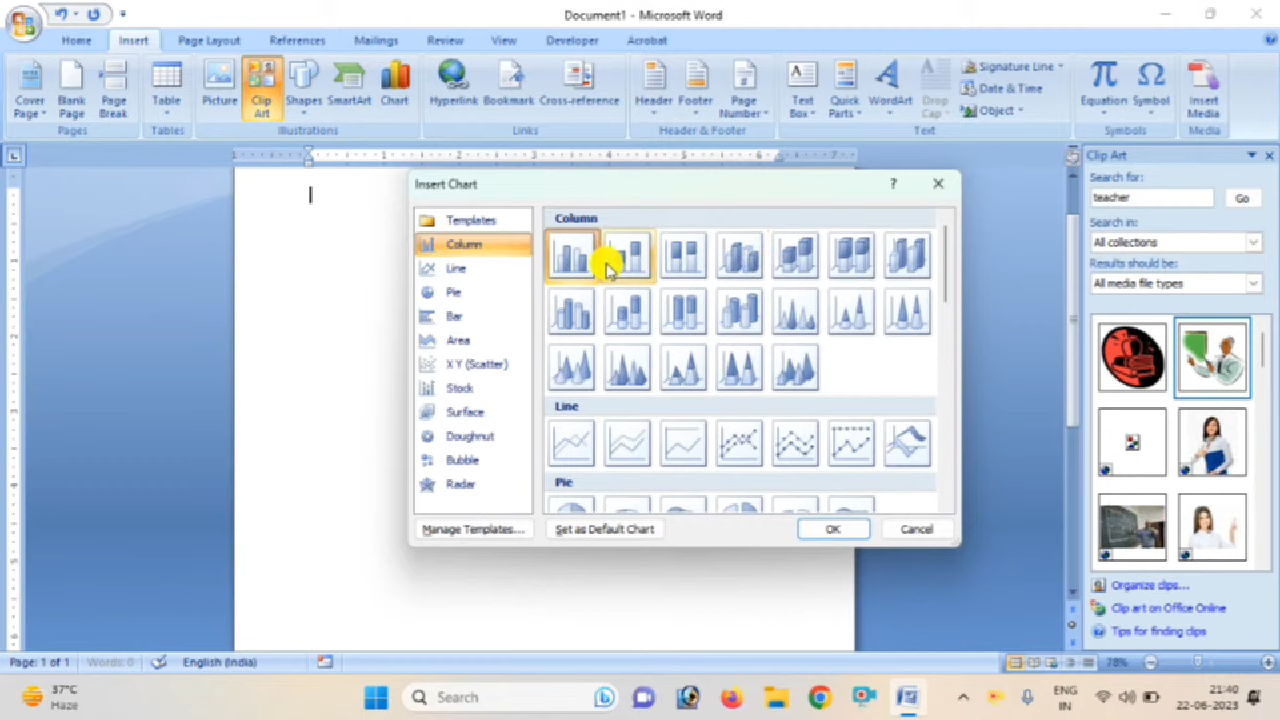 Document1 - Microsoft Word
Home Insert Page Layout References Mailings Review View Developer Acrobat
Cover Page Blank Page Page Break Table Picture Clip Art Shapes SmartArt Chart Hyperlink Bookmark Cross-reference Header Footer Page Number Text Box Quick Parts WordArt Drop Cap Signature Line Date & Time Object Equation Symbol Insert Media
Pages Tables Illustrations Links Header & Footer Text Symbols Media
Clip Art
Search for:
teacher Go
Search in:
All collections
Results should be:
All media file types
Organize clips...
Clip art on Office Online
Tips for finding clips
Insert Chart
Templates
Column
Line
Pie
Bar
Area
X Y (Scatter)
Stock
Surface
Doughnut
Bubble
Radar
Column
Line
Pie
Manage Templates... Set as Default Chart OK Cancel
Page: 1 of 1 Words: 0 English (India) 78%
37°C
Haze
Search
ENG
IN
21:40
22-06-2023